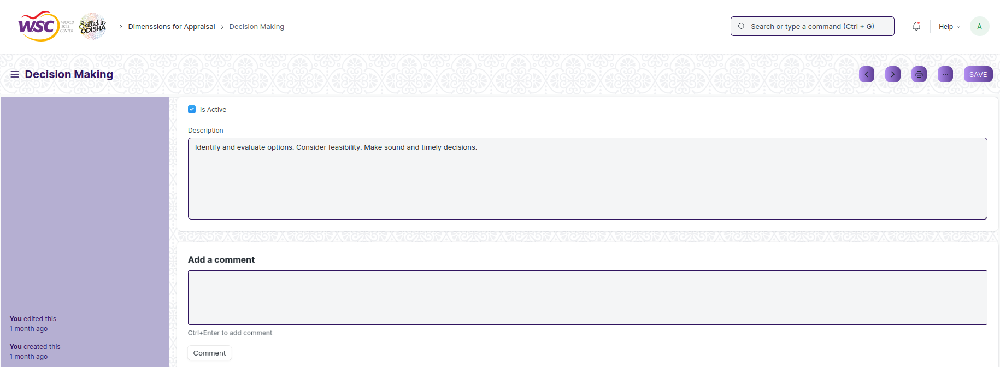 WSC WORLD SKILL CENTER Skilled in ODISHA Dimenssions for Appraisal Decision Making Search or type a command (Ctrl + G) Help A
Decision Making SAVE
Is Active
Description
Identify and evaluate options. Consider feasibility. Make sound and timely decisions.
Add a comment
Ctrl+Enter to add comment
Comment
You edited this
1 month ago
You created this
1 month ago